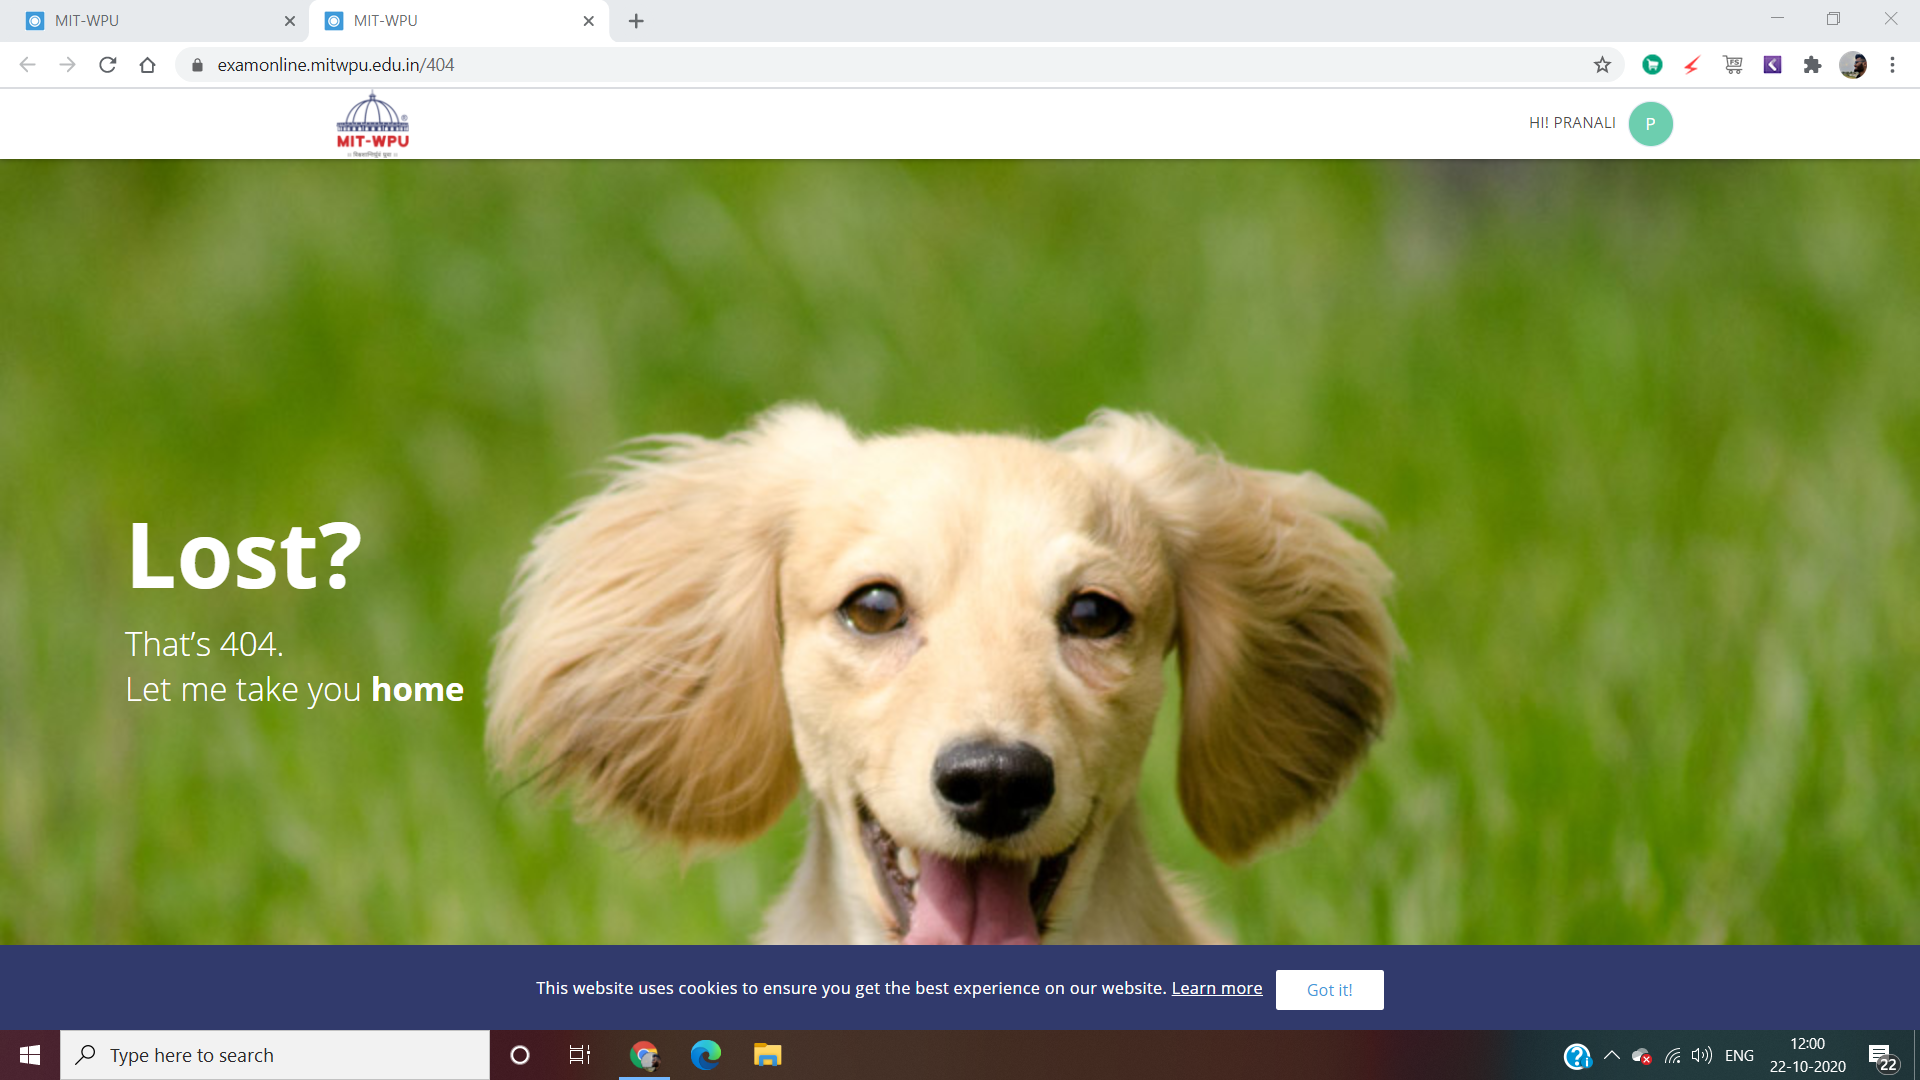 MIT-WPU
MIT-WPU
examonline.mitwpu.edu.in/404
MIT-WPU
HI! PRANALI
P
Lost?
That's 404.
Let me take you home
This website uses cookies to ensure you get the best experience on our website. Learn more
Got it!
Type here to search
ENG
12:00
22-10-2020
22